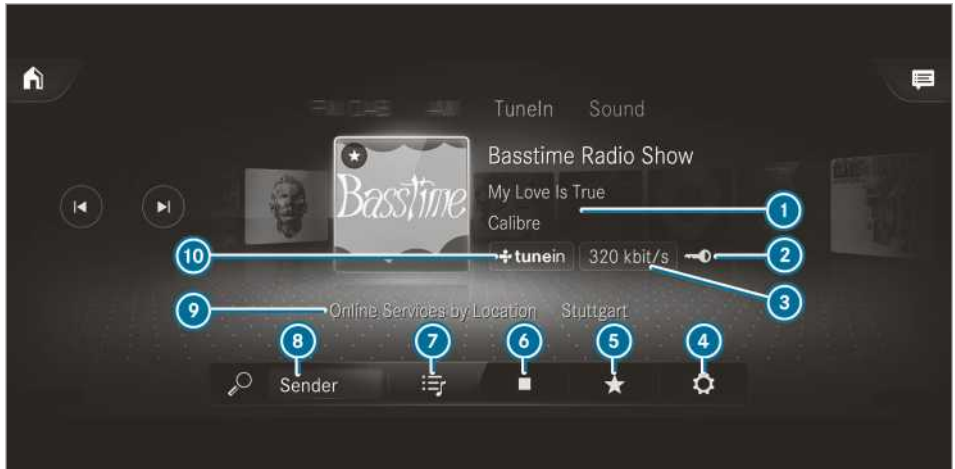 TuneIn Sound
Basstime Radio Show
My Love Is True
Calibre
Basstime
1
10
tunein
320 kbit/s
2
3
9
Online Services by Location Stuttgart
8
7
6
5
4
Sender